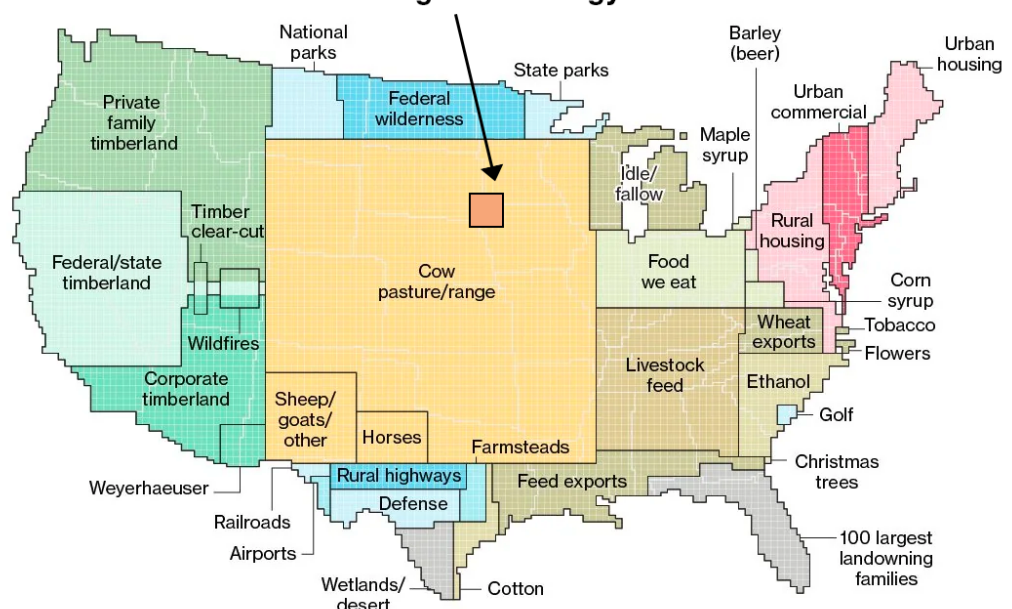 National
parks
State parks
Barley
(beer)
Urban
housing
Private
family
timberland
Federal
wilderness
Urban
commercial
Maple
syrup
Idle/
fallow
Timber
clear-cut
Federal/state
timberland
Cow
pasture/range
Food
we eat
Rural
housing
Corn
syrup
Wildfires
Wheat
exports
Tobacco
Flowers
Corporate
timberland
Livestock
feed
Ethanol
Sheep/
goats/
other
Horses
Golf
Farmsteads
Weyerhaeuser
Rural highways
Feed exports
Christmas
trees
Railroads
Defense
Airports
100 largest
landowning
families
Wetlands/
desert
Cotton